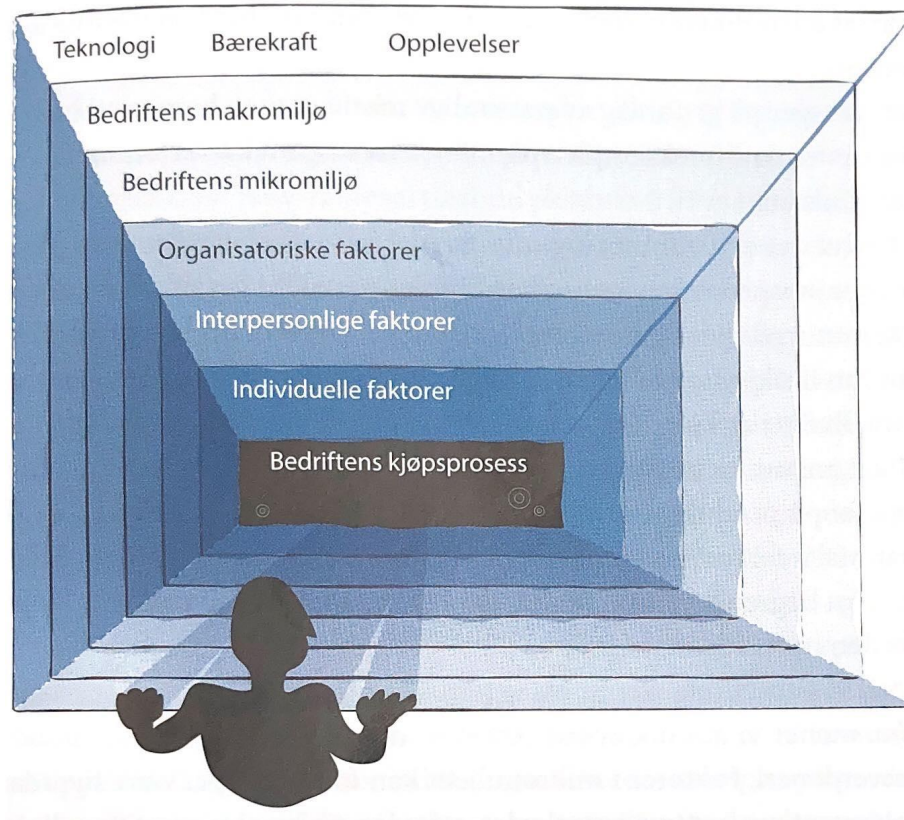 Teknologi Bærekraft Opplevelser
Bedriftens makromiljø
Bedriftens mikromiljø
Organisatoriske faktorer
Interpersonlige faktorer
Individuelle faktorer
Bedriftens kjøpsprosess